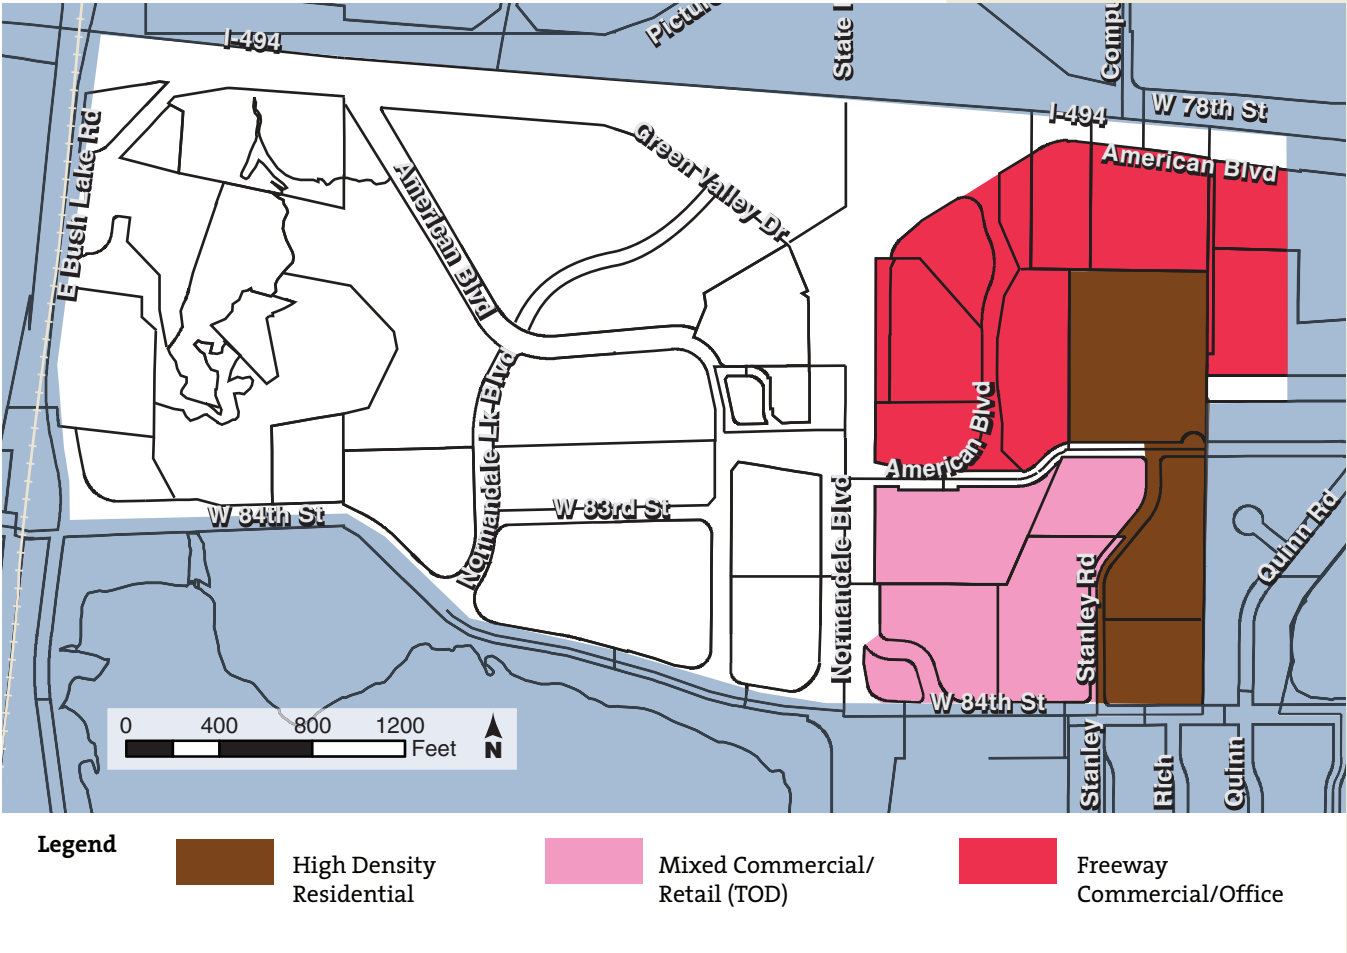 Pictu
State
Compu
I-494
I-494
W 78th St
E Bush Lake Rd
American Blvd
Green Valley Dr
American Blvd
American Blvd
Normandale Lk Blvd
W 83rd St
W 84th St
Normandale Blvd
Stanley Rd
Quinn Rd
W 84th St
Stanley
Rich
Quinn
0 400 800 1200
Feet
N
Legend
High Density
Residential
Mixed Commercial/
Retail (TOD)
Freeway
Commercial/Office